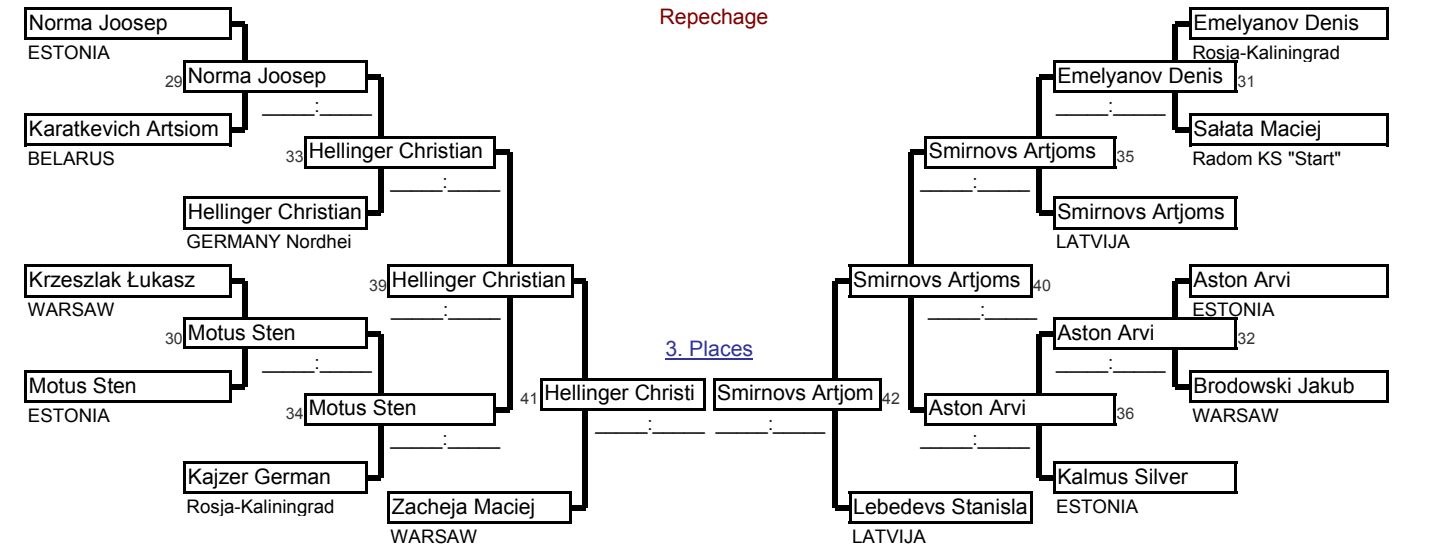 Repechage
Norma Joosep
ESTONIA
29 Norma Joosep
_____:_____
Karatkevich Artsiom
BELARUS
33 Hellinger Christian
_____:_____
Hellinger Christian
GERMANY Nordhei
Krzeszlak Łukasz
WARSAW
39 Hellinger Christian
_____:_____
30 Motus Sten
_____:_____
Motus Sten
ESTONIA
34 Motus Sten
_____:_____
Kajzer German
Rosja-Kaliningrad
Zacheja Maciej
WARSAW
3. Places
41 Hellinger Christi
_____:_____
Smirnovs Artjom 42
_____:_____
Emelyanov Denis
Rosja-Kaliningrad
Emelyanov Denis 31
_____:_____
Sałata Maciej
Radom KS "Start"
Smirnovs Artjoms 35
_____:_____
Smirnovs Artjoms
LATVIJA
Smirnovs Artjoms 40
_____:_____
Aston Arvi
ESTONIA
Aston Arvi 32
_____:_____
Brodowski Jakub
WARSAW
Aston Arvi 36
_____:_____
Kalmus Silver
ESTONIA
Lebedevs Stanisla
LATVIJA